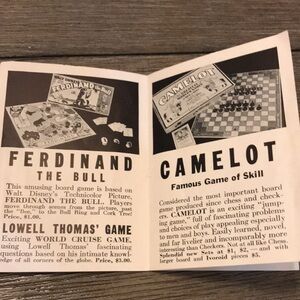 FERDINAND
CAMELOT
FERDINAND
THE BULL
This amusing board game is based on
Walt Disney's Technicolor Picture,
FERDINAND THE BULL. Players
move through scenes from the picture,
past the "Bee," to the Bull Ring and Cork Tree!
Price, $1.00.
LOWELL THOMAS' GAME
Exciting WORLD CRUISE GAME,
using Lowell Thomas' fascinating
questions based on his intimate knowl-
edge of all corners of the globe. Price, $3.00.
CAMELOT
Famous Game of Skill
Considered the most important board
game produced since chess and check-
ers. CAMELOT is an exciting "jump-
ing game," full of fascinating problems
and choices of play appealing especially
to men and boys. Easily learned, novel,
and far livelier and incomparably more
than Checkers. Not at all like Chess.
Splendid new Sets at $1, $2, — and with
larger board and Ivoroid pieces $5.